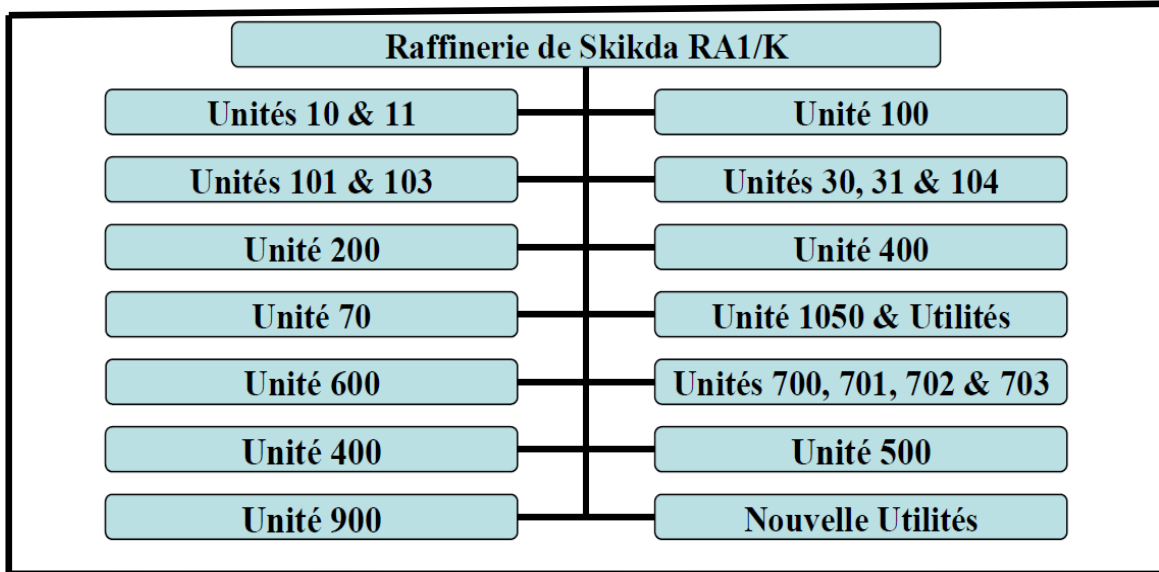 Raffinerie de Skikda RA1/K
Unités 10 & 11
Unité 100
Unités 101 & 103
Unités 30, 31 & 104
Unité 200
Unité 400
Unité 70
Unité 1050 & Utilités
Unité 600
Unités 700, 701, 702 & 703
Unité 400
Unité 500
Unité 900
Nouvelle Utilités